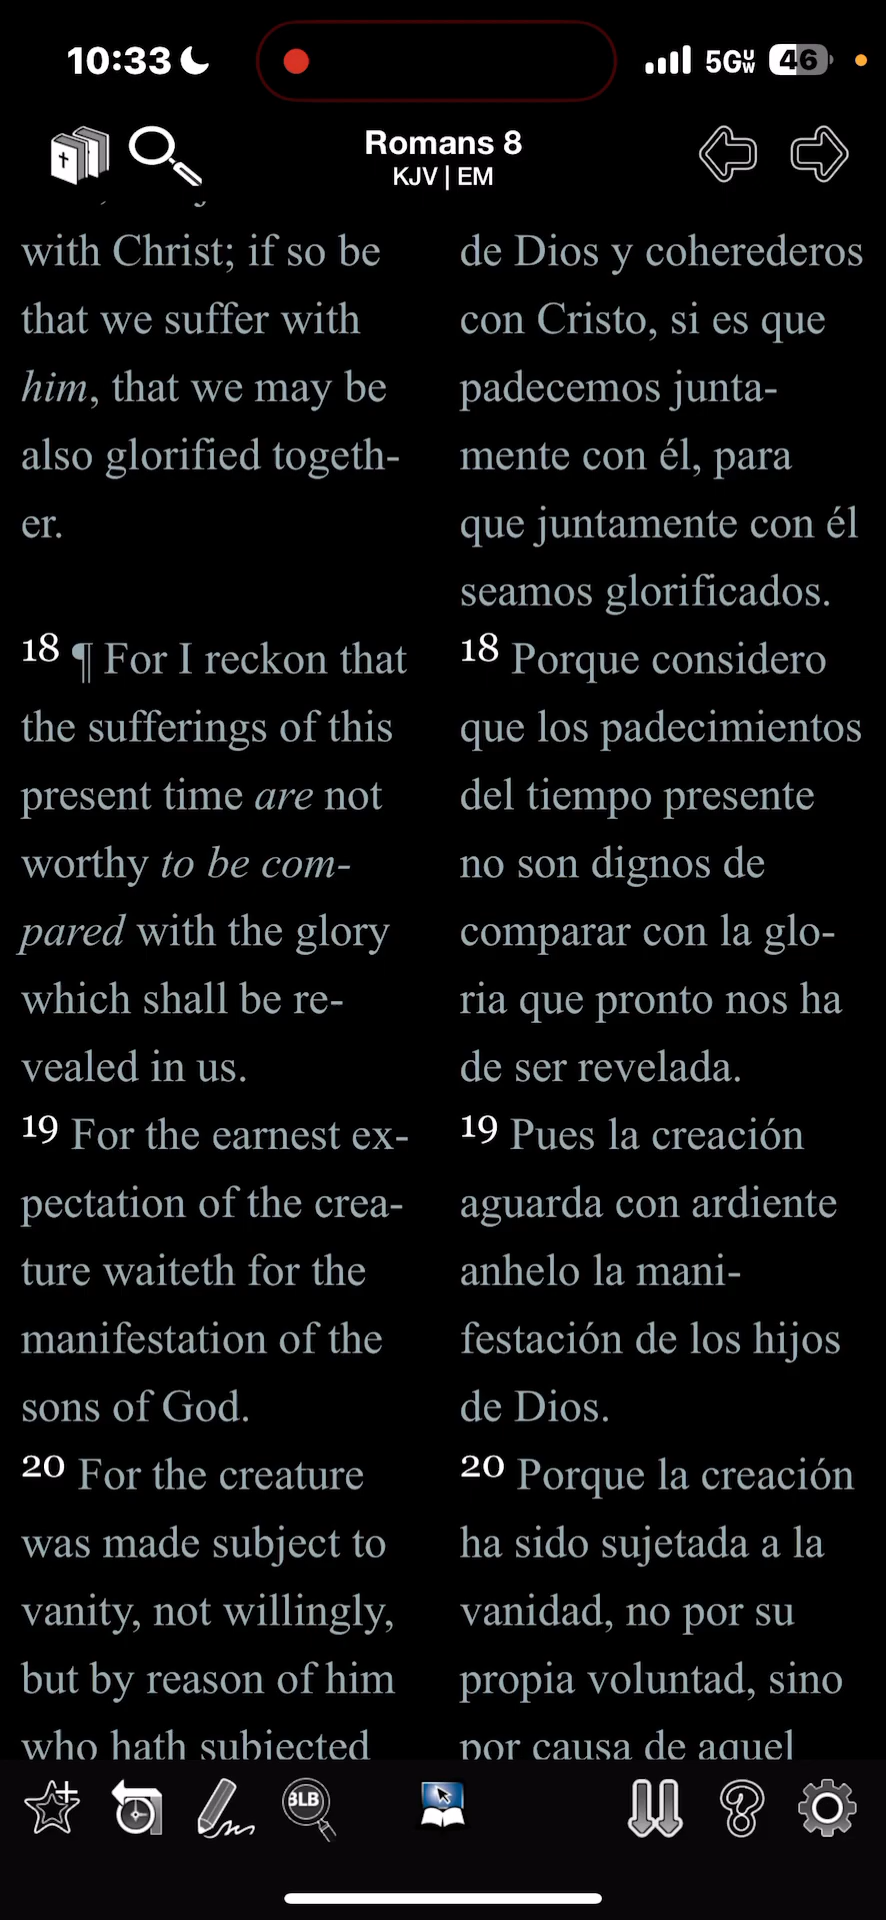 10:33
5G UW
46
Romans 8
KJV | EM
with Christ; if so be
that we suffer with
him, that we may be
also glorified togeth-
er.
18 ¶ For I reckon that
the sufferings of this
present time are not
worthy to be com-
pared with the glory
which shall be re-
vealed in us.
19 For the earnest ex-
pectation of the crea-
ture waiteth for the
manifestation of the
sons of God.
20 For the creature
was made subject to
vanity, not willingly,
but by reason of him
who hath subjected
de Dios y coherederos
con Cristo, si es que
padecemos junta-
mente con él, para
que juntamente con él
seamos glorificados.
18 Porque considero
que los padecimientos
del tiempo presente
no son dignos de
comparar con la glo-
ria que pronto nos ha
de ser revelada.
19 Pues la creación
aguarda con ardiente
anhelo la mani-
festación de los hijos
de Dios.
20 Porque la creación
ha sido sujetada a la
vanidad, no por su
propia voluntad, sino
por causa de aquel
BLB